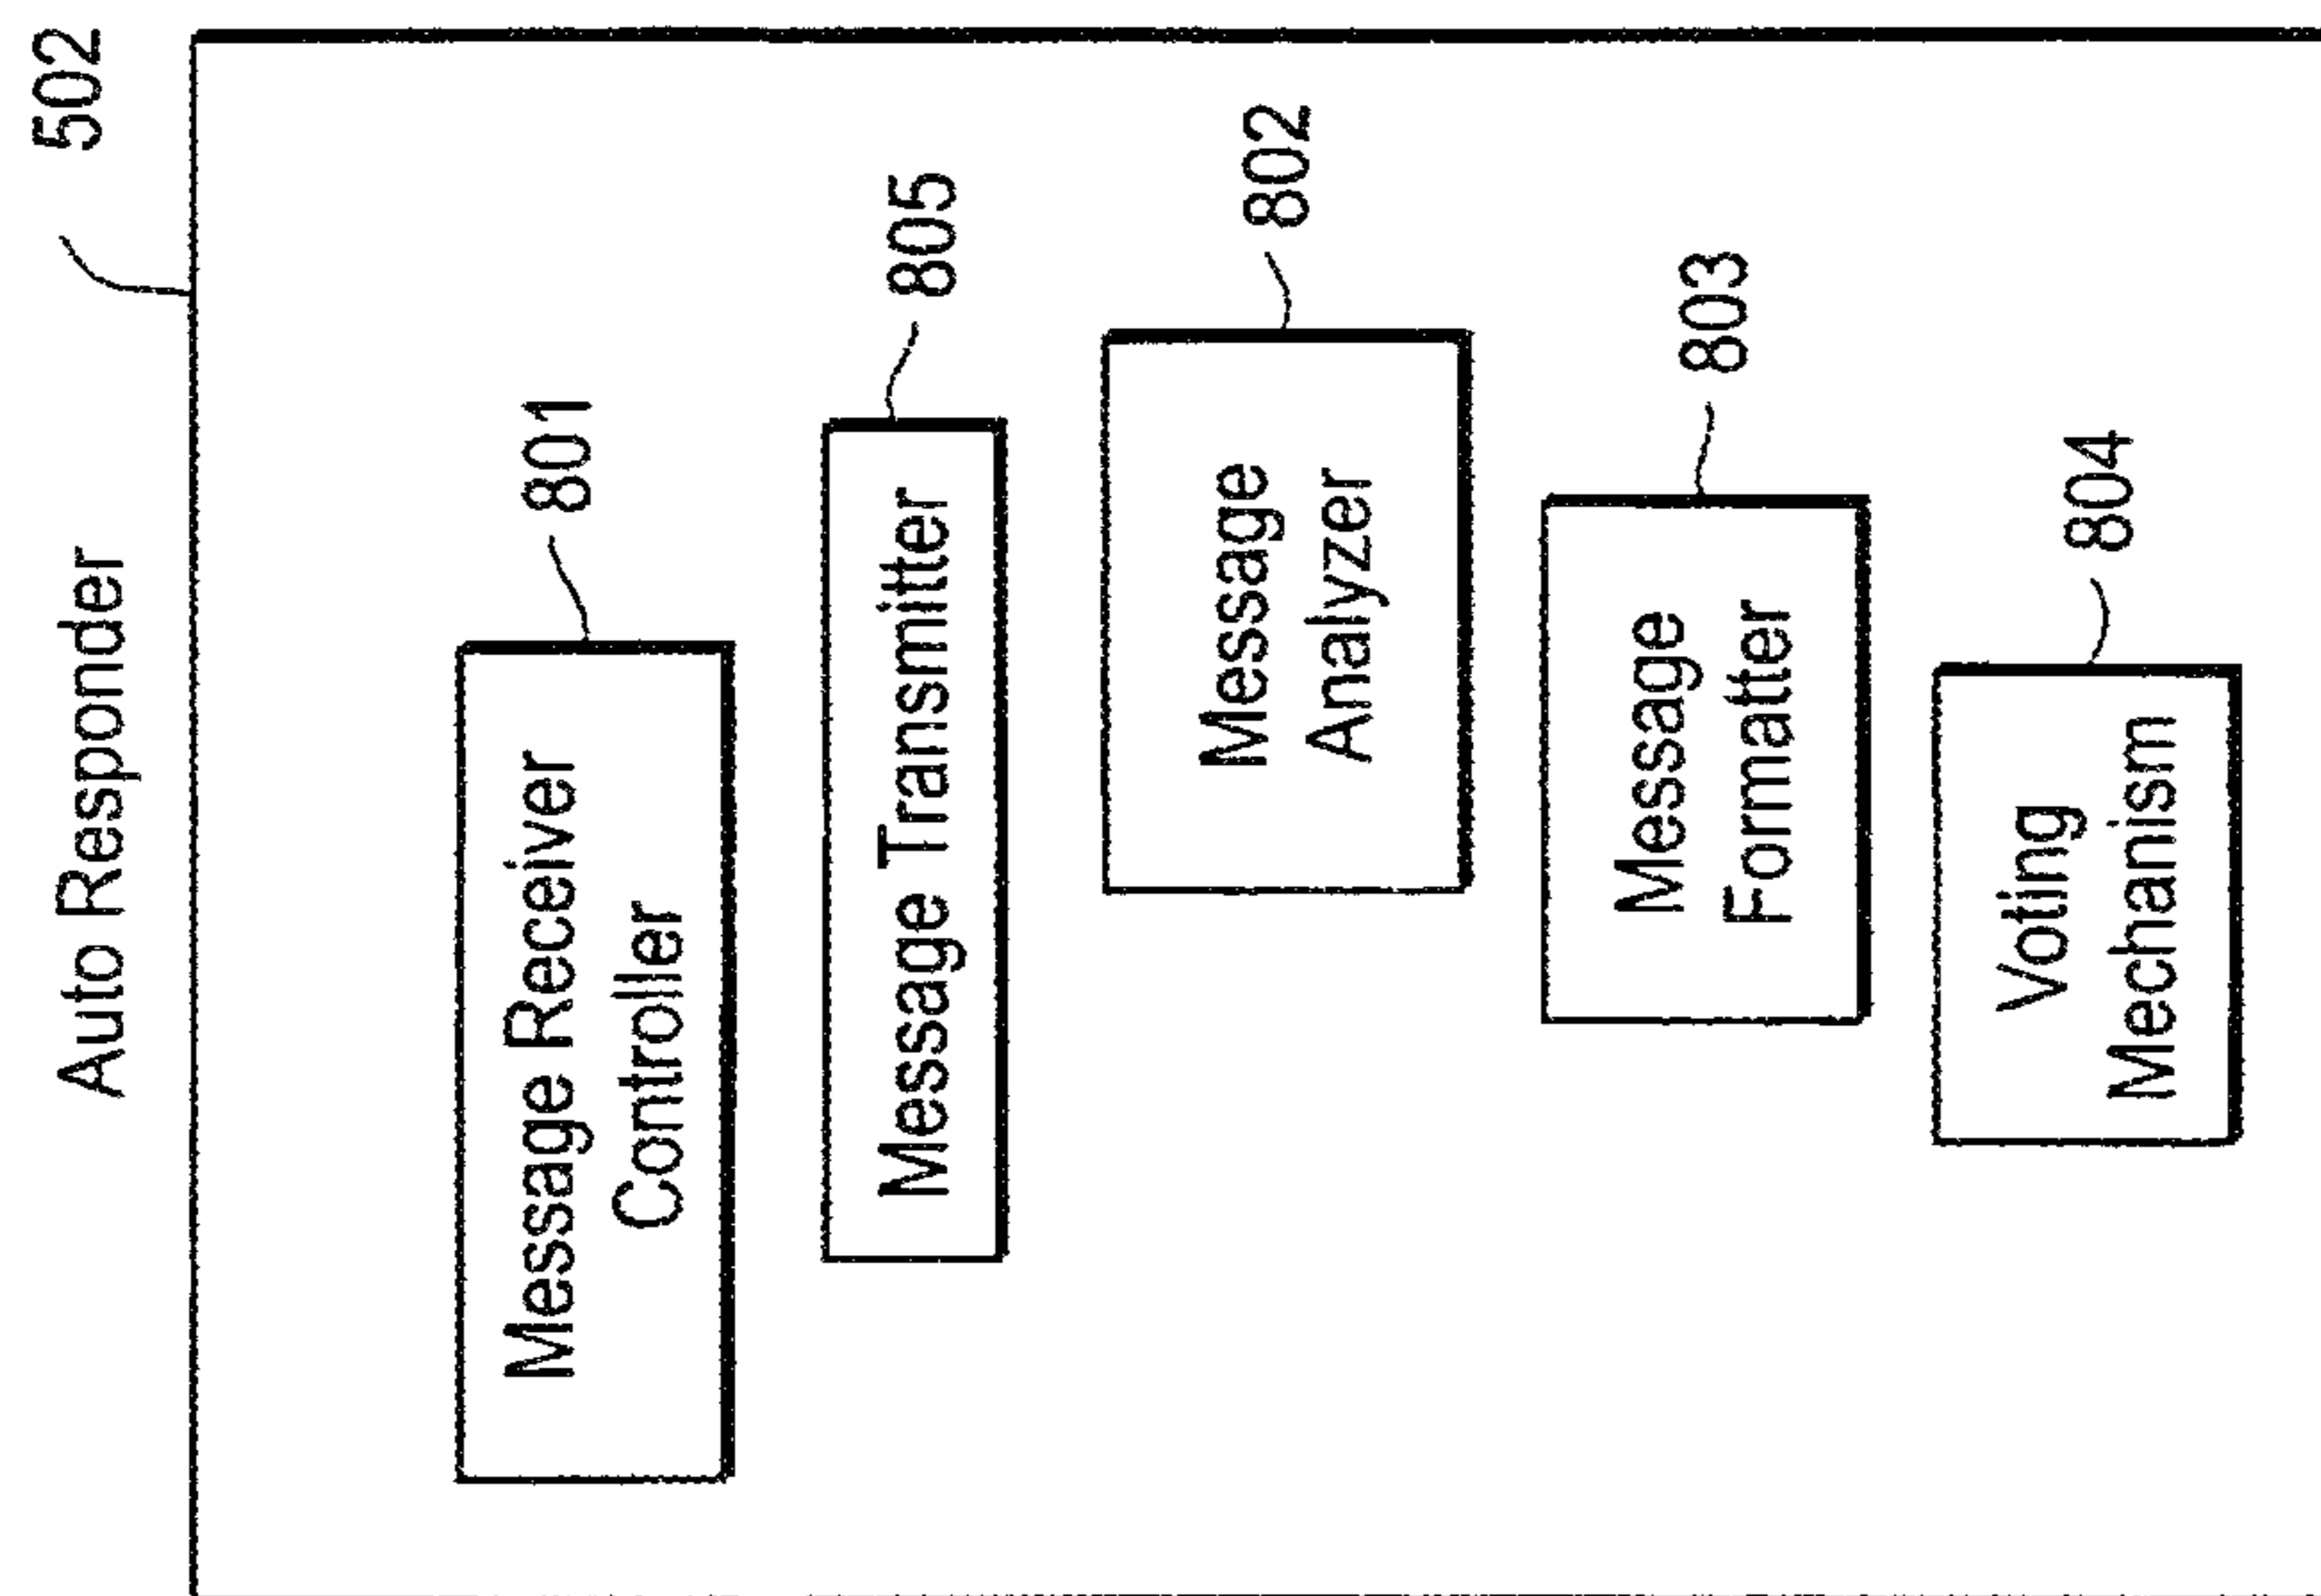 Auto Responder
502
Message Receiver
Controller
801
Message Transmitter
805
Message
Analyzer
802
Message
Formatter
803
Voting
Mechanism
804